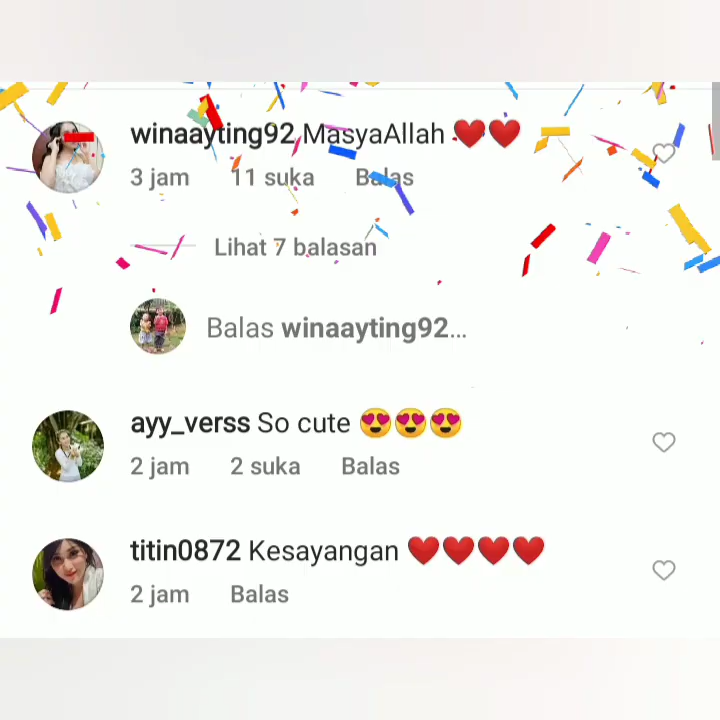 winaayting92 MasyaAllah ❤️❤️
3 jam 11 suka Balas
Lihat 7 balasan
Balas winaayting92...
ayy_verss So cute 😍😍😍
2 jam 2 suka Balas
titin0872 Kesayangan ❤️❤️❤️❤️
2 jam Balas